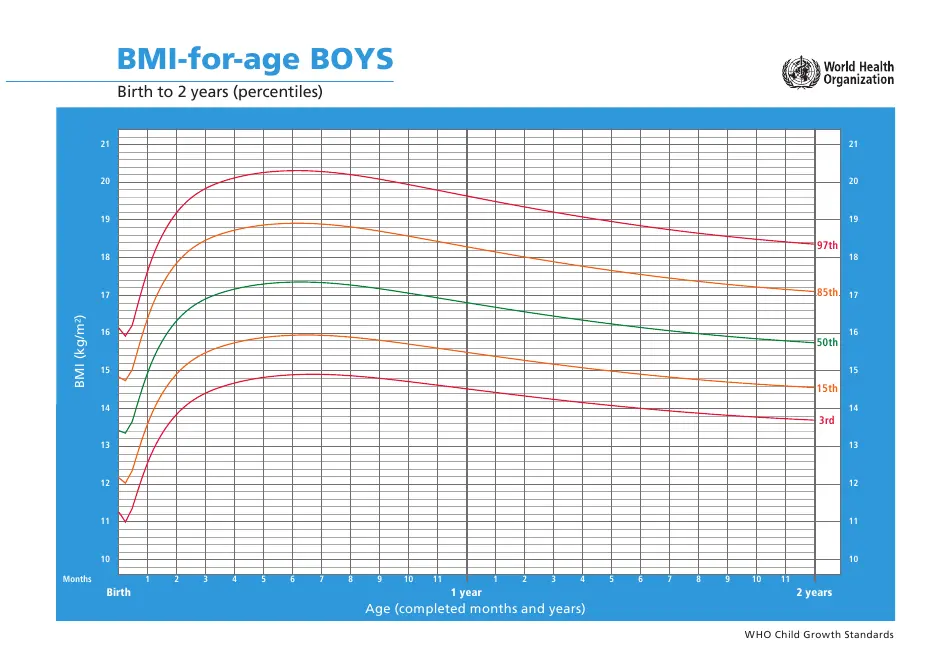 BMI-for-age BOYS
Birth to 2 years (percentiles)
World Health
Organization
21 21
20 20
19 19
97th
18 18
85th
17 17
16 16
50th
15 15
15th
14 14
3rd
13 13
12 12
11 11
10 10
BMI (kg/m²)
Months 1 2 3 4 5 6 7 8 9 10 11 1 2 3 4 5 6 7 8 9 10 11
Birth 1 year 2 years
Age (completed months and years)
WHO Child Growth Standards